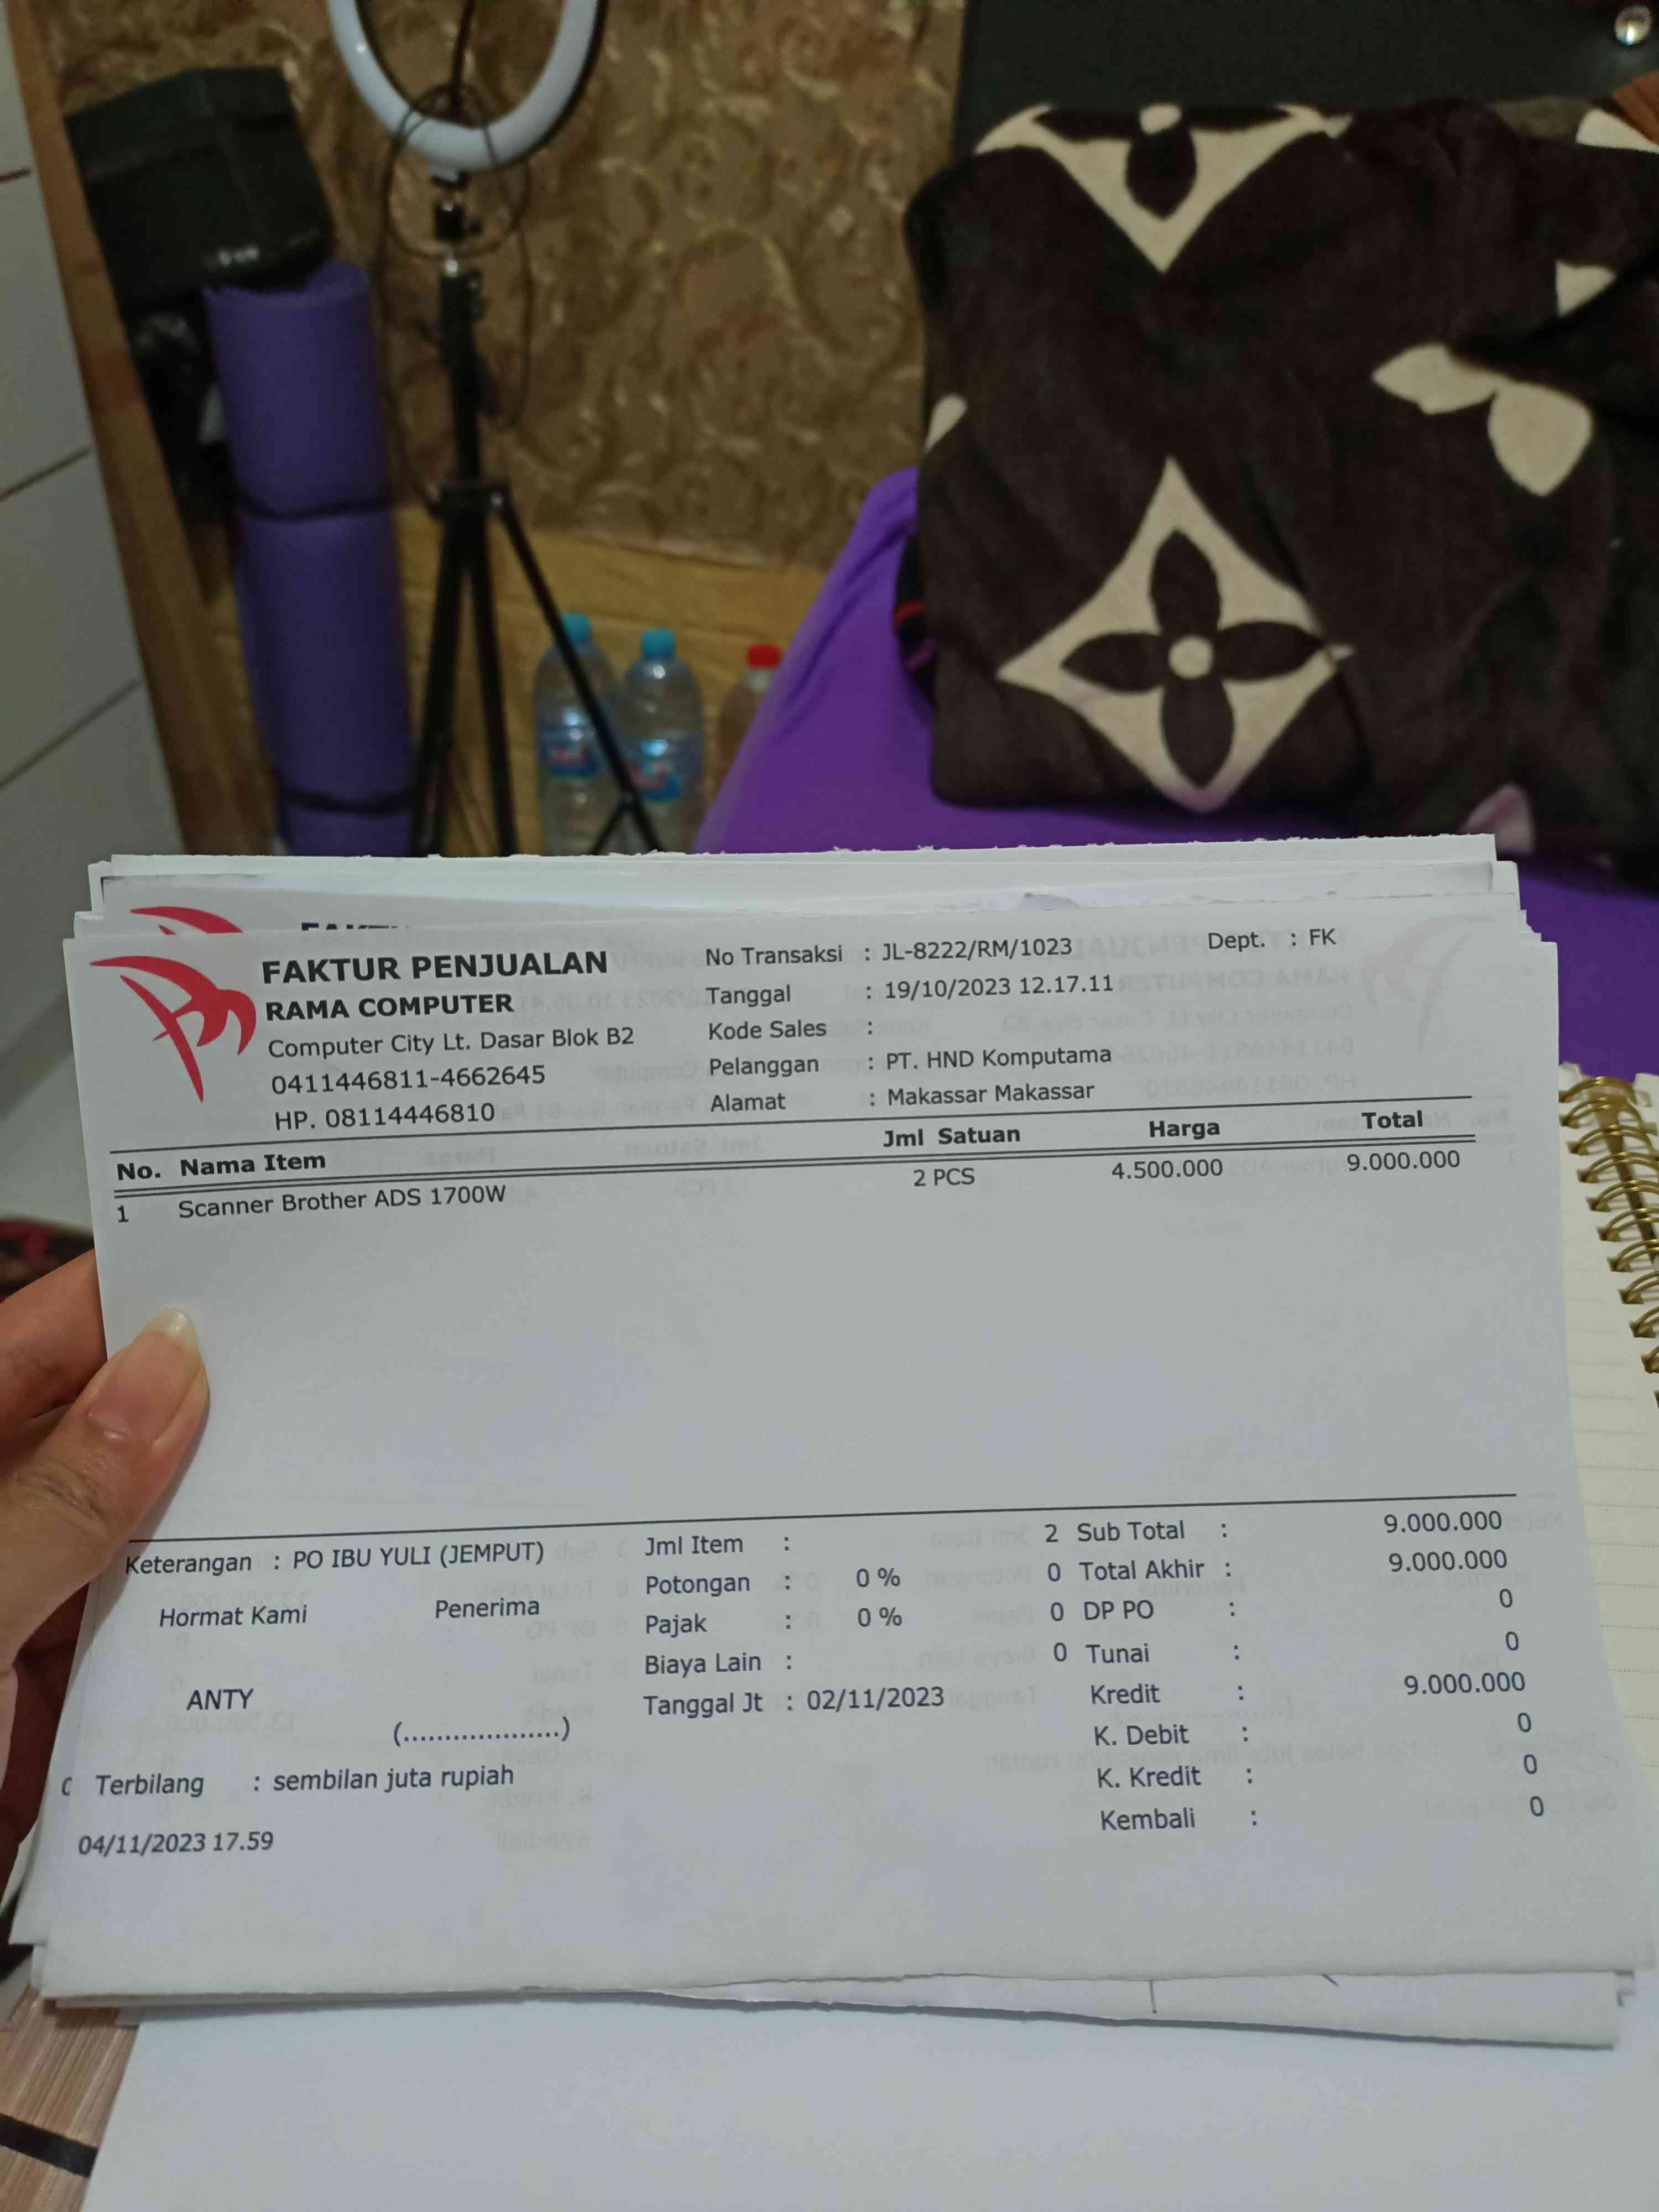 FAKTUR PENJUALAN
RAMA COMPUTER
Computer City Lt. Dasar Blok B2
0411446811-4662645
HP. 08114446810
No Transaksi : JL-8222/RM/1023
Dept. : FK
Tanggal : 19/10/2023 12.17.11
Kode Sales :
Pelanggan : PT. HND Komputama
Alamat : Makassar Makassar
No. Nama Item Jml Satuan Harga Total
1 Scanner Brother ADS 1700W 2 PCS 4.500.000 9.000.000
Keterangan : PO IBU YULI (JEMPUT)
Hormat Kami Penerima
ANTY
(...................)
Jml Item : 2
Potongan : 0 % 0
Pajak : 0 % 0
Biaya Lain : 0
Tanggal Jt : 02/11/2023
Sub Total : 9.000.000
Total Akhir : 9.000.000
DP PO : 0
Tunai : 0
Kredit : 9.000.000
K. Debit : 0
K. Kredit : 0
Kembali : 0
Terbilang : sembilan juta rupiah
04/11/2023 17.59